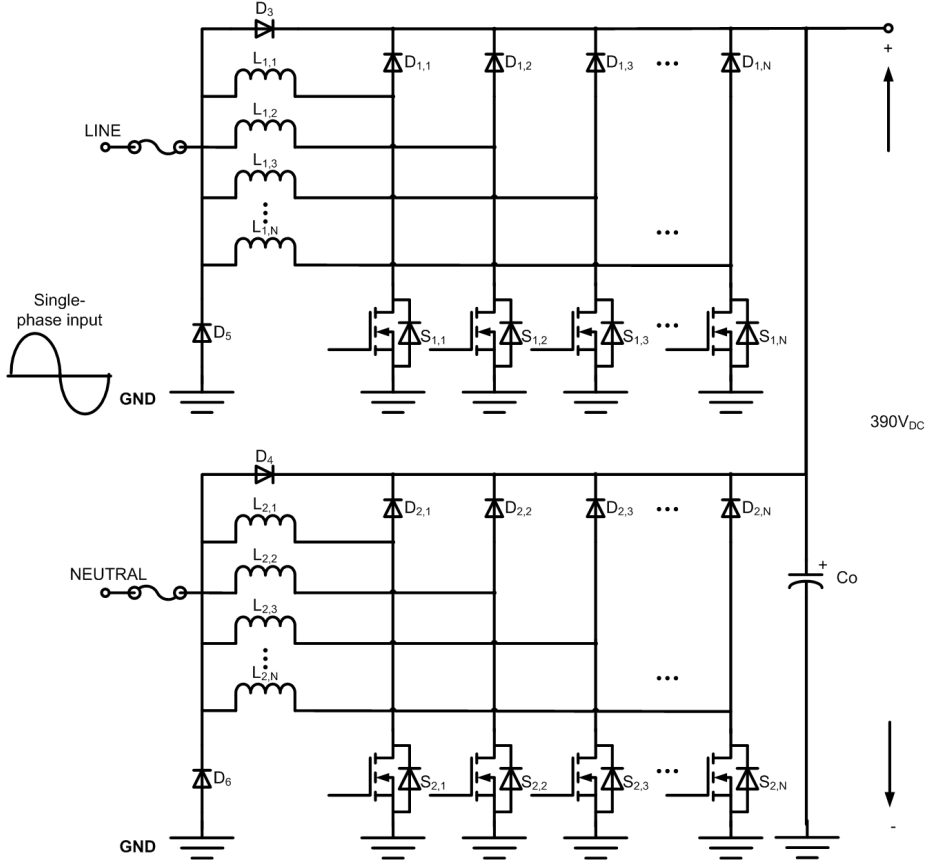 D3
L1,1
D1,1
D1,2
D1,3
...
D1,N
+
L1,2
LINE
L1,3
L1,N
...
Single-
phase input
D5
S1,1
S1,2
S1,3
...
S1,N
GND
390VDC
D4
L2,1
D2,1
D2,2
D2,3
...
D2,N
L2,2
NEUTRAL
+
Co
L2,3
L2,N
...
D6
S2,1
S2,2
S2,3
...
S2,N
-
GND